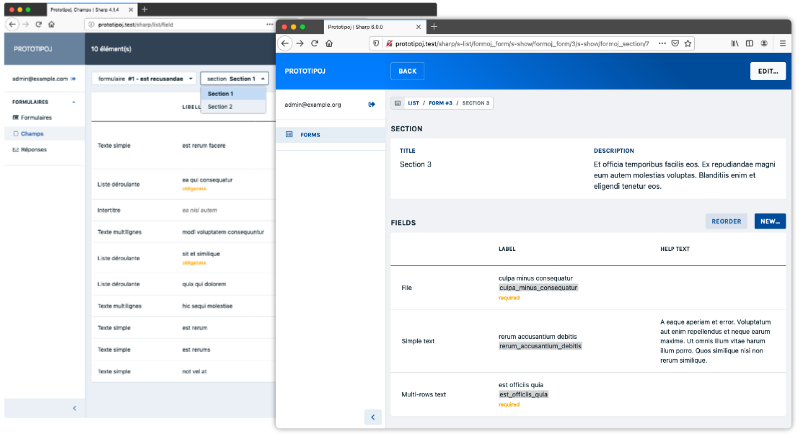 Prototipoj, Champs | Sharp 4.1.4
prototipoj.test/sharp/list/field
PROTOTIPOJ
10 élément(s)
admin@example.com
formulaire #1 - est recusandae
section Section 1
Section 1
Section 2
FORMULAIRES
Formulaires
Champs
Réponses
LIBELL
Texte simple
est rerum facere
Liste déroulante
ea qui consequatur
obligatoire
Intertitre
ea nisi autem
Texte multilignes
modi voluptatem consequuntur
Liste déroulante
sit et similique
obligatoire
Liste déroulante
quis qui dolorem
Texte multilignes
hic sequi molestiae
Texte simple
est rerum
Texte simple
est rerums
Texte simple
not vel at
Prototipoj | Sharp 6.0.0
prototipoj.test/sharp/s-list/formoj_form/s-show/formoj_form/3/s-show/formoj_section/7
PROTOTIPOJ
BACK
EDIT...
admin@example.org
FORMS
LIST / FORM #3 / SECTION 3
SECTION
TITLE
Section 3
DESCRIPTION
Et officia temporibus facilis eos. Ex repudiandae magni
eum autem molestias voluptas. Blanditiis enim et
eligendi tenetur eos.
FIELDS
REORDER
NEW...
LABEL
HELP TEXT
File
culpa minus consequatur
culpa_minus_consequatur
required
Simple text
rerum accusantium debitis
rerum_accusantium_debitis
A eaque aperiam et error. Voluptatum
aut enim repellendus et neque earum
maxime. Ut omnis illum vitae harum
illum porro. Quos similique nisi non
rerum similique.
Multi-rows text
est officiis quia
est_officiis_quia
required